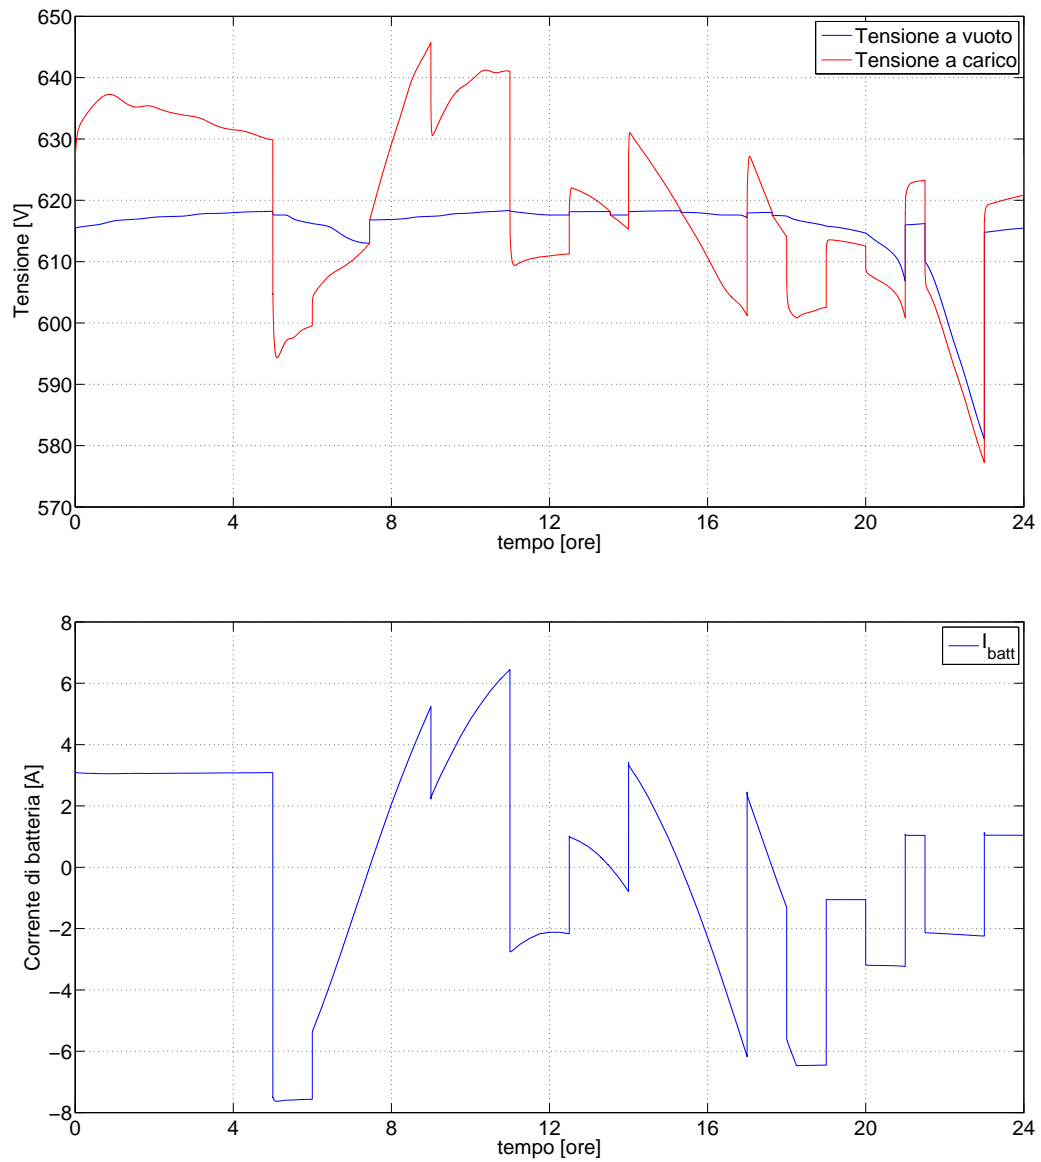 650
640
630
620
610
600
590
580
570
Tensione [V]
Tensione a vuoto
Tensione a carico
0 4 8 12 16 20 24
tempo [ore]
8
6
4
2
0
−2
−4
−6
−8
Corrente di batteria [A]
I_batt
0 4 8 12 16 20 24
tempo [ore]